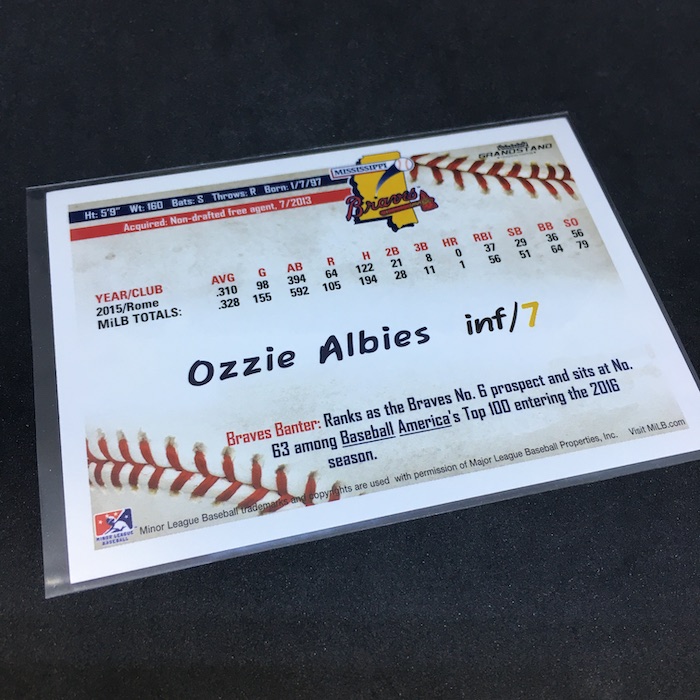 MISSISSIPPI
Braves
GRANDSTAND
Ht: 5'9" Wt: 160 Bats: S Throws: R Born: 1/7/97
Acquired: Non-drafted free agent, 7/2013
YEAR/CLUB AVG G AB R H 2B 3B HR RBI SB BB SO
2015/Rome .310 98 394 64 122 21 8 0 37 29 36 56
MiLB TOTALS: .328 155 592 105 194 28 11 1 56 51 64 79
Ozzie Albies inf/7
Braves Banter: Ranks as the Braves No. 6 prospect and sits at No.
63 among Baseball America's Top 100 entering the 2016
season.
Minor League Baseball trademarks and copyrights are used with permission of Major League Baseball Properties, Inc. Visit MiLB.com
MINOR LEAGUE
BASEBALL